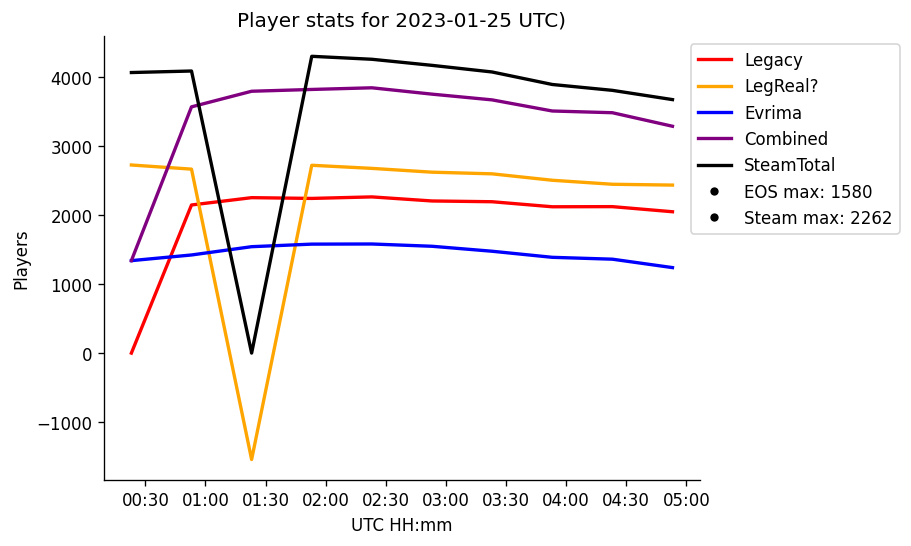 Player stats for 2023-01-25 UTC)
Players
4000
3000
2000
1000
0
−1000
00:30 01:00 01:30 02:00 02:30 03:00 03:30 04:00 04:30 05:00
UTC HH:mm
Legacy
LegReal?
Evrima
Combined
SteamTotal
EOS max: 1580
Steam max: 2262